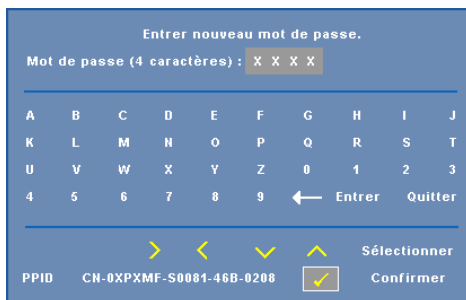 Entrer nouveau mot de passe.
Mot de passe (4 caractères) : X X X X
A B C D E F G H I J
K L M N O P Q R S T
U V W X Y Z 0 1 2 3
4 5 6 7 8 9 ← Entrer Quitter
Sélectionner
PPID CN-0XPXMF-S0081-46B-0208 ✓ Confirmer